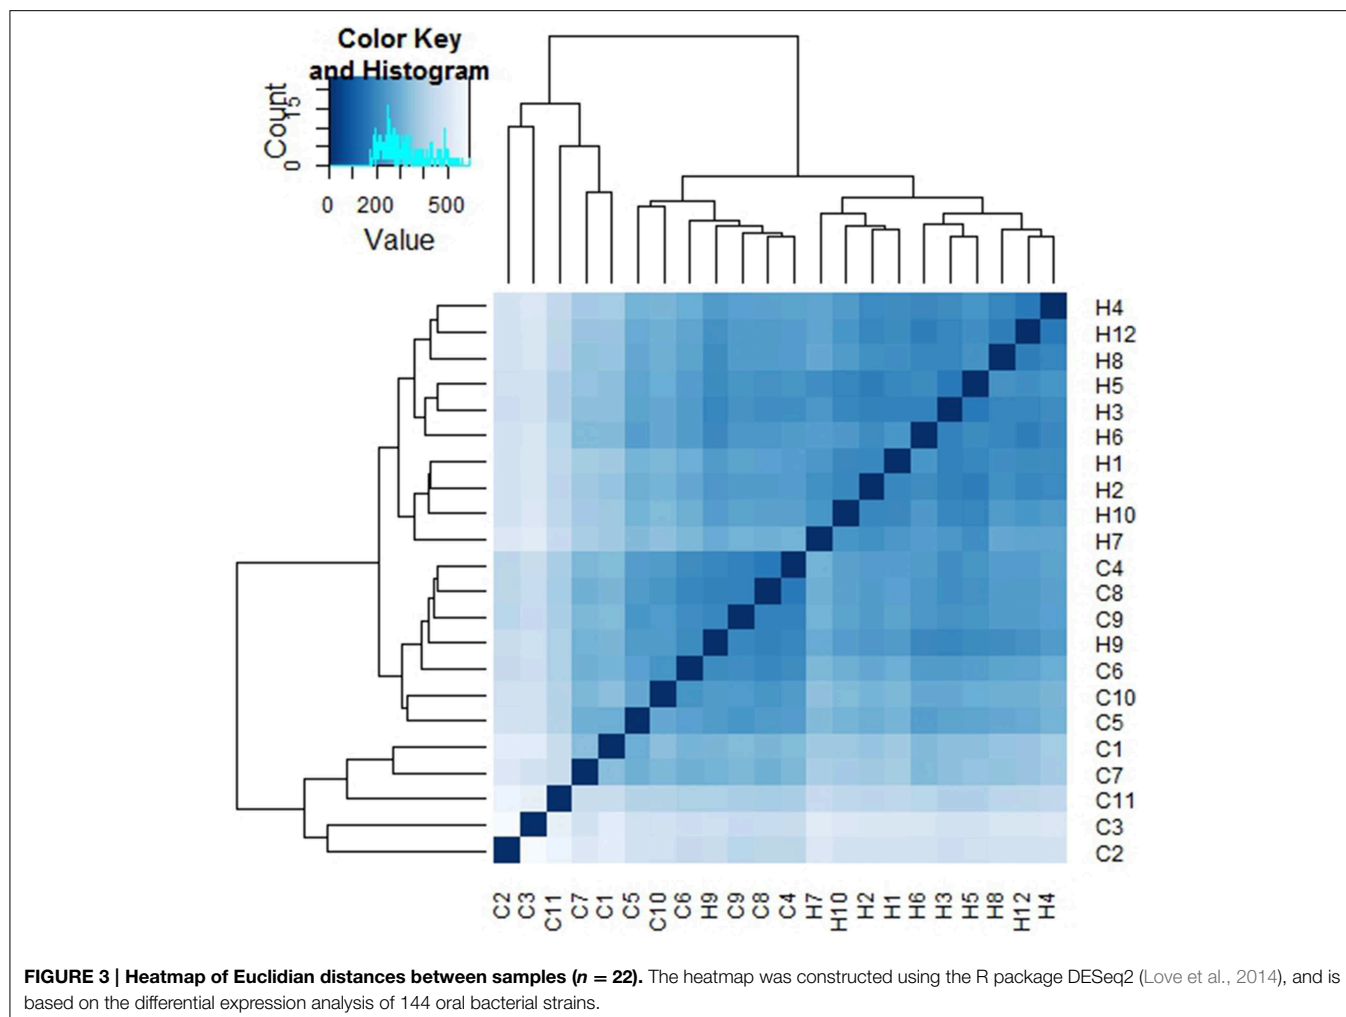 Color Key
and Histogram
Count
0 15
0 200 500
Value
H4
H12
H8
H5
H3
H6
H1
H2
H10
H7
C4
C8
C9
H9
C6
C10
C5
C1
C7
C11
C3
C2
C2 C3 C11 C7 C1 C5 C10 C6 H9 C9 C8 C4 H7 H10 H2 H1 H6 H3 H5 H8 H12 H4
FIGURE 3 | Heatmap of Euclidian distances between samples (n = 22). The heatmap was constructed using the R package DESeq2 (Love et al., 2014), and is
based on the differential expression analysis of 144 oral bacterial strains.